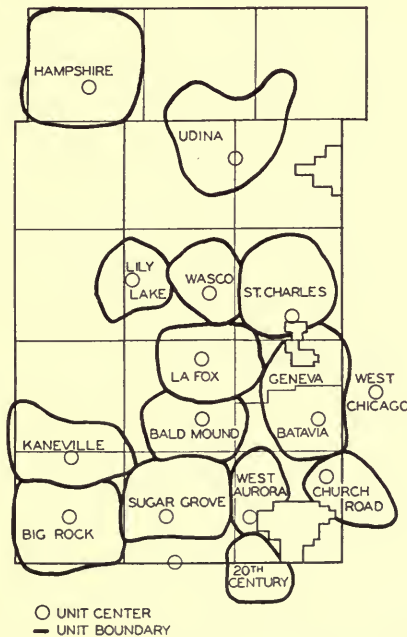 HAMPSHIRE
UDINA
LILY
LAKE
WASCO
ST. CHARLES
LA FOX
GENEVA
WEST
CHICAGO
KANEVILLE
BALD MOUND
BATAVIA
BIG ROCK
SUGAR GROVE
WEST
AURORA
CHURCH
ROAD
20TH
CENTURY
UNIT CENTER
UNIT BOUNDARY